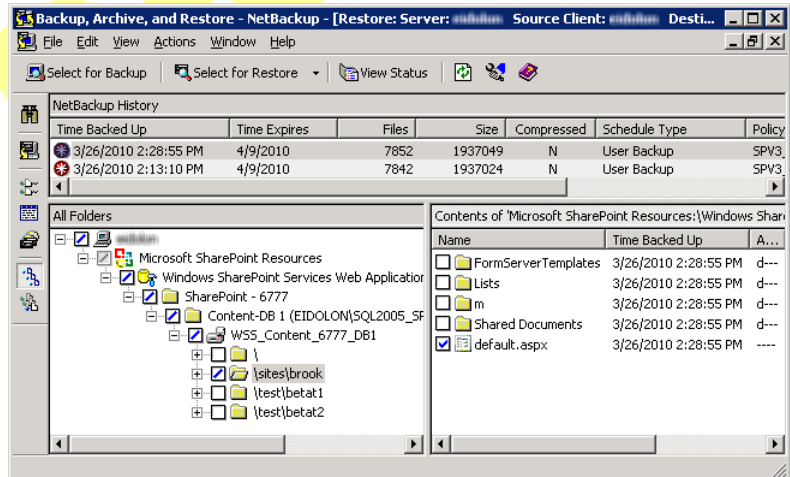 Backup, Archive, and Restore - NetBackup - [Restore: Server: Source Client: Desti...
File Edit View Actions Window Help
Select for Backup Select for Restore View Status
NetBackup History
Time Backed Up Time Expires Files Size Compressed Schedule Type Policy
3/26/2010 2:28:55 PM 4/9/2010 7852 1937049 N User Backup SPV3_
3/26/2010 2:13:10 PM 4/9/2010 7842 1937024 N User Backup SPV3_
All Folders
Microsoft SharePoint Resources
Windows SharePoint Services Web Application
SharePoint - 6777
Content-DB 1 (EIDOLON\SQL2005_SP
WSS_Content_6777_DB1
\
\sites\brook
\test\betat1
\test\betat2
Contents of 'Microsoft SharePoint Resources:\Windows Share
Name Time Backed Up A...
FormServerTemplates 3/26/2010 2:28:55 PM d---
Lists 3/26/2010 2:28:55 PM d---
m 3/26/2010 2:28:55 PM d---
Shared Documents 3/26/2010 2:28:55 PM d---
default.aspx 3/26/2010 2:28:55 PM ----